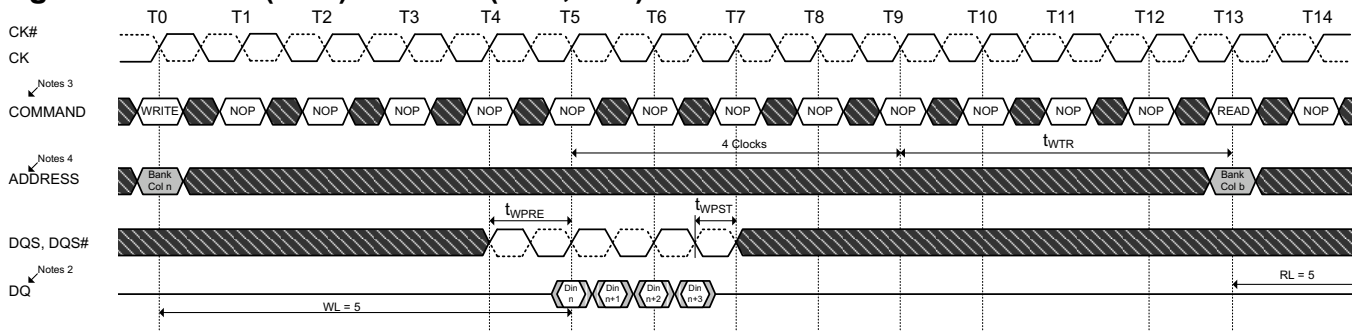 T0 T1 T2 T3 T4 T5 T6 T7 T8 T9 T10 T11 T12 T13 T14
CK#
CK
Notes 3
COMMAND WRITE NOP NOP NOP NOP NOP NOP NOP NOP NOP NOP NOP NOP READ NOP
4 Clocks tWTR
Notes 4
ADDRESS Bank Col n Bank Col b
tWPRE tWPST
DQS, DQS#
Notes 2
DQ Din n Din n+1 Din n+2 Din n+3
WL = 5 RL = 5